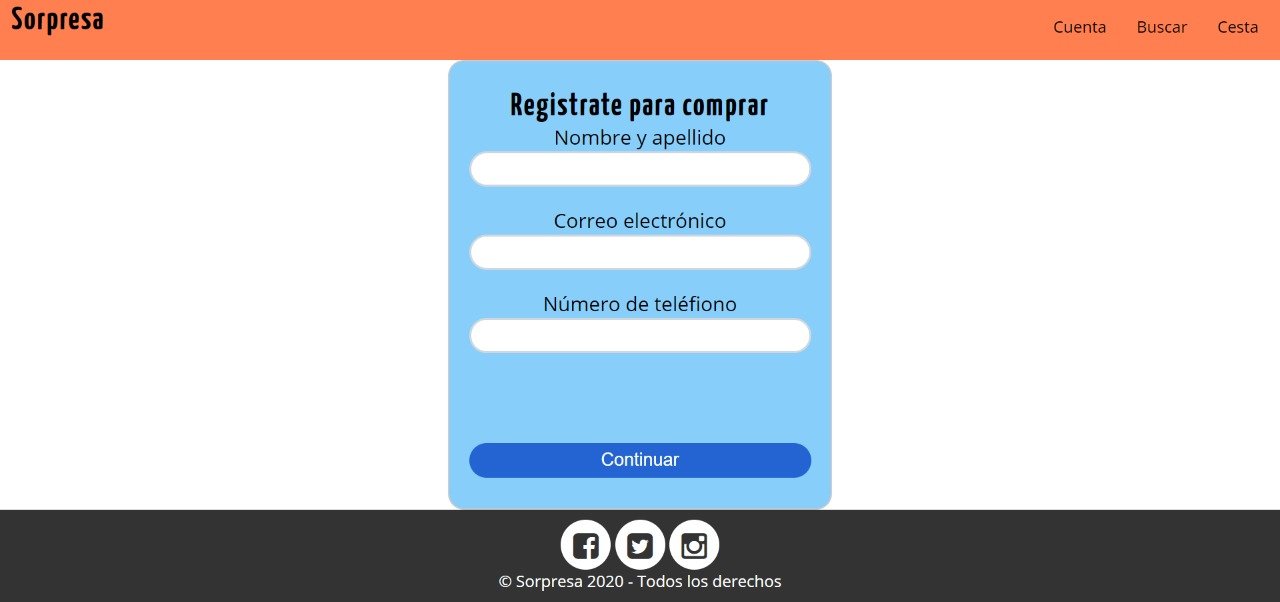 Sorpresa
Cuenta Buscar Cesta
Registrate para comprar
Nombre y apellido
Correo electrónico
Número de teléfiono
Continuar
© Sorpresa 2020 - Todos los derechos